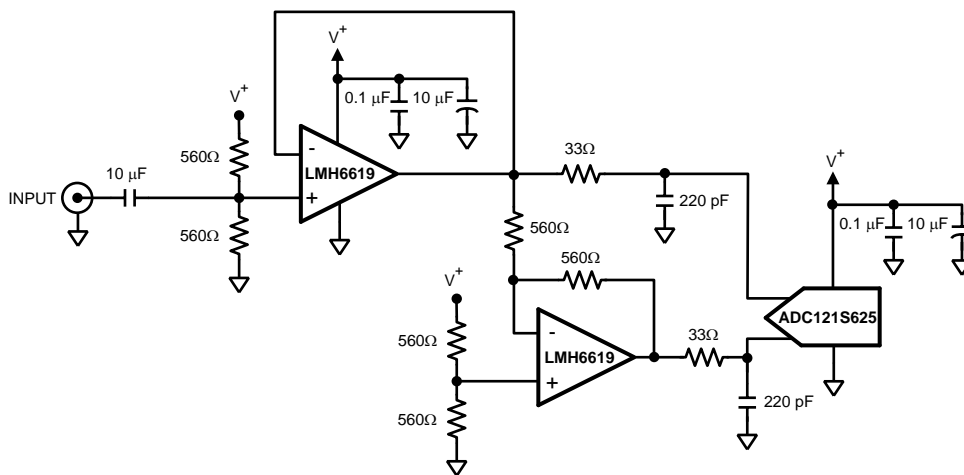 V+
0.1 μF 10 μF
V+
560Ω
-
LMH6619
33Ω
V+
10 μF
INPUT
+
560Ω
220 pF
0.1 μF 10 μF
560Ω
560Ω
V+
ADC121S625
560Ω
-
LMH6619
33Ω
+
560Ω
220 pF